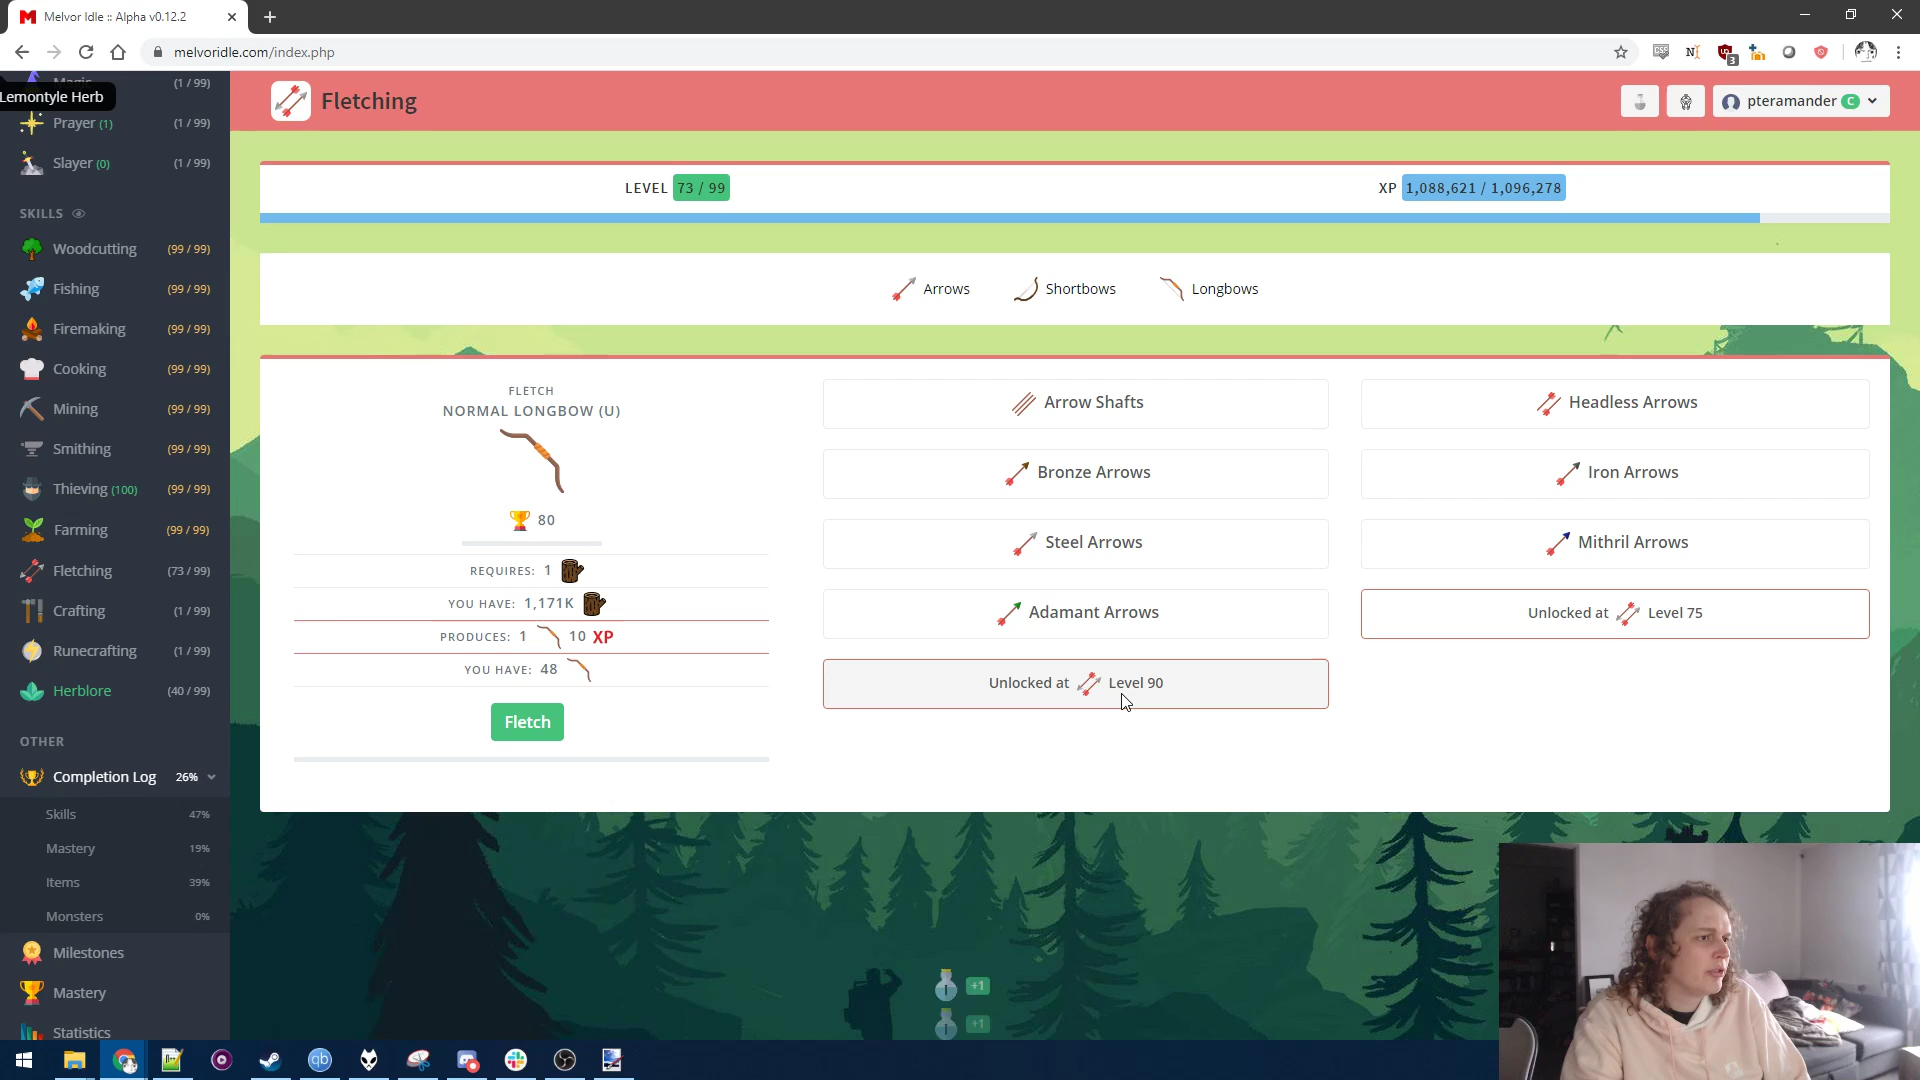 Melvor Idle :: Alpha v0.12.2
melvoridle.com/index.php
3
Magic (1 / 99)
Lemontyle Herb
Prayer (1) (1 / 99)
Slayer (0) (1 / 99)
SKILLS
Woodcutting (99 / 99)
Fishing (99 / 99)
Firemaking (99 / 99)
Cooking (99 / 99)
Mining (99 / 99)
Smithing (99 / 99)
Thieving (100) (99 / 99)
Farming (99 / 99)
Fletching (73 / 99)
Crafting (1 / 99)
Runecrafting (1 / 99)
Herblore (40 / 99)
OTHER
Completion Log 26%
Skills 47%
Mastery 19%
Items 39%
Monsters 0%
Milestones
Mastery
Statistics
Fletching
pteramander C
LEVEL 73 / 99
XP 1,088,621 / 1,096,278
Arrows Shortbows Longbows
FLETCH
NORMAL LONGBOW (U)
80
REQUIRES: 1
YOU HAVE: 1,171K
PRODUCES: 1 10 XP
YOU HAVE: 48
Fletch
Arrow Shafts
Headless Arrows
Bronze Arrows
Iron Arrows
Steel Arrows
Mithril Arrows
Adamant Arrows
Unlocked at Level 75
Unlocked at Level 90
+1
+1